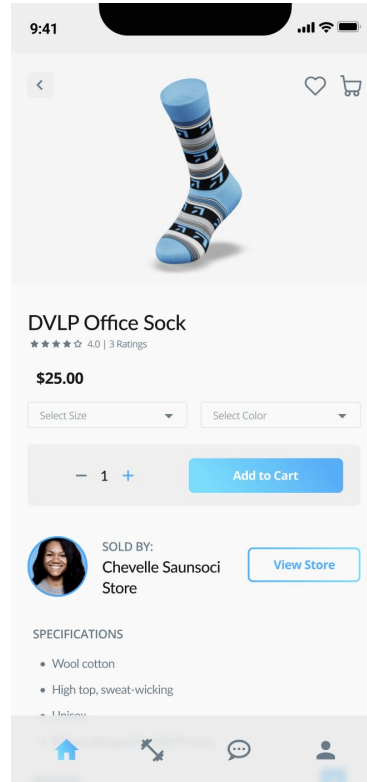 9:41
DVLP Office Sock
4.0 | 3 Ratings
$25.00
Select Size
Select Color
1
Add to Cart
SOLD BY:
Chevelle Saunsoci
Store
View Store
SPECIFICATIONS
• Wool cotton
• High top, sweat-wicking
• Unisex